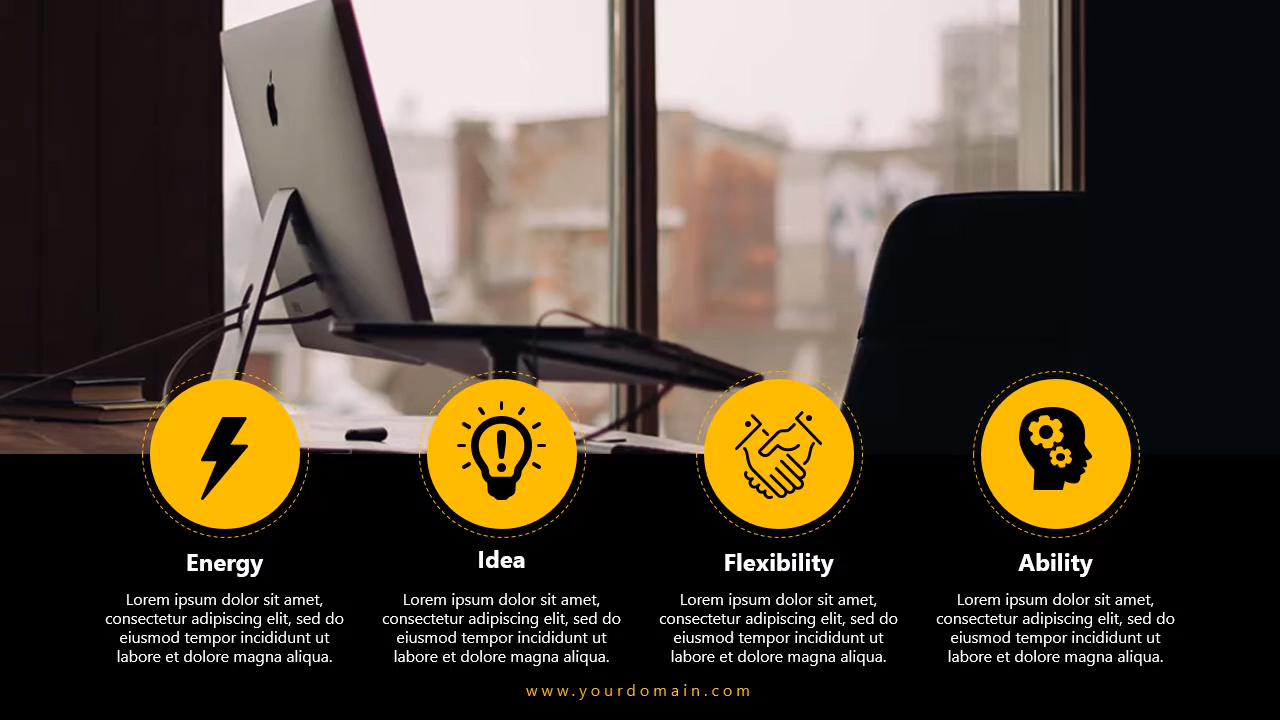 Energy
Lorem ipsum dolor sit amet,
consectetur adipiscing elit, sed do
eiusmod tempor incididunt ut
labore et dolore magna aliqua.
Idea
Lorem ipsum dolor sit amet,
consectetur adipiscing elit, sed do
eiusmod tempor incididunt ut
labore et dolore magna aliqua.
Flexibility
Lorem ipsum dolor sit amet,
consectetur adipiscing elit, sed do
eiusmod tempor incididunt ut
labore et dolore magna aliqua.
Ability
Lorem ipsum dolor sit amet,
consectetur adipiscing elit, sed do
eiusmod tempor incididunt ut
labore et dolore magna aliqua.
www.yourdomain.com